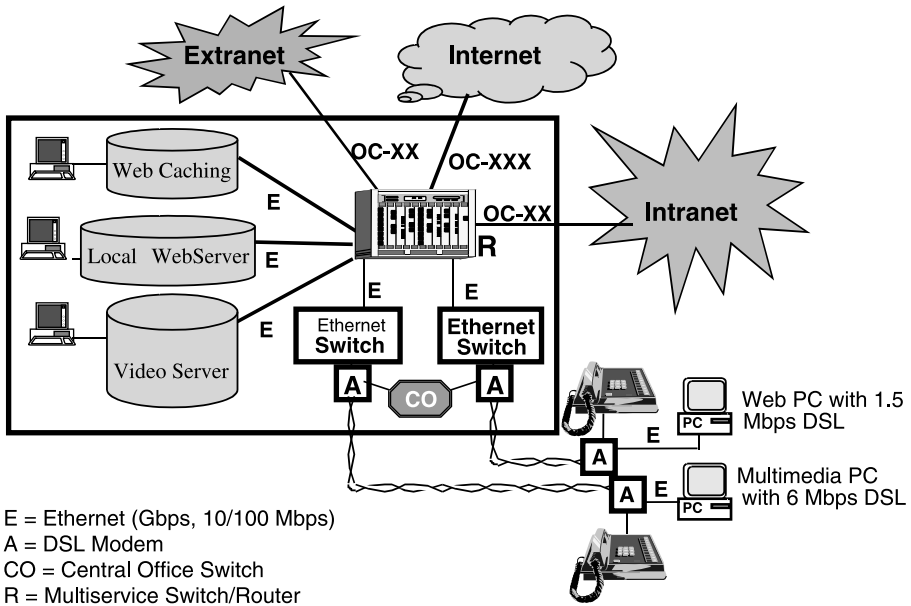 Extranet
Internet
OC-XX
OC-XXX
Web Caching
E
OC-XX
Intranet
R
Local WebServer
E
E
E
E
Ethernet
Switch
Ethernet
Switch
Video Server
A
CO
A
Web PC with 1.5
Mbps DSL
E
PC
A
Multimedia PC
with 6 Mbps DSL
A
E
PC
E = Ethernet (Gbps, 10/100 Mbps)
A = DSL Modem
CO = Central Office Switch
R = Multiservice Switch/Router